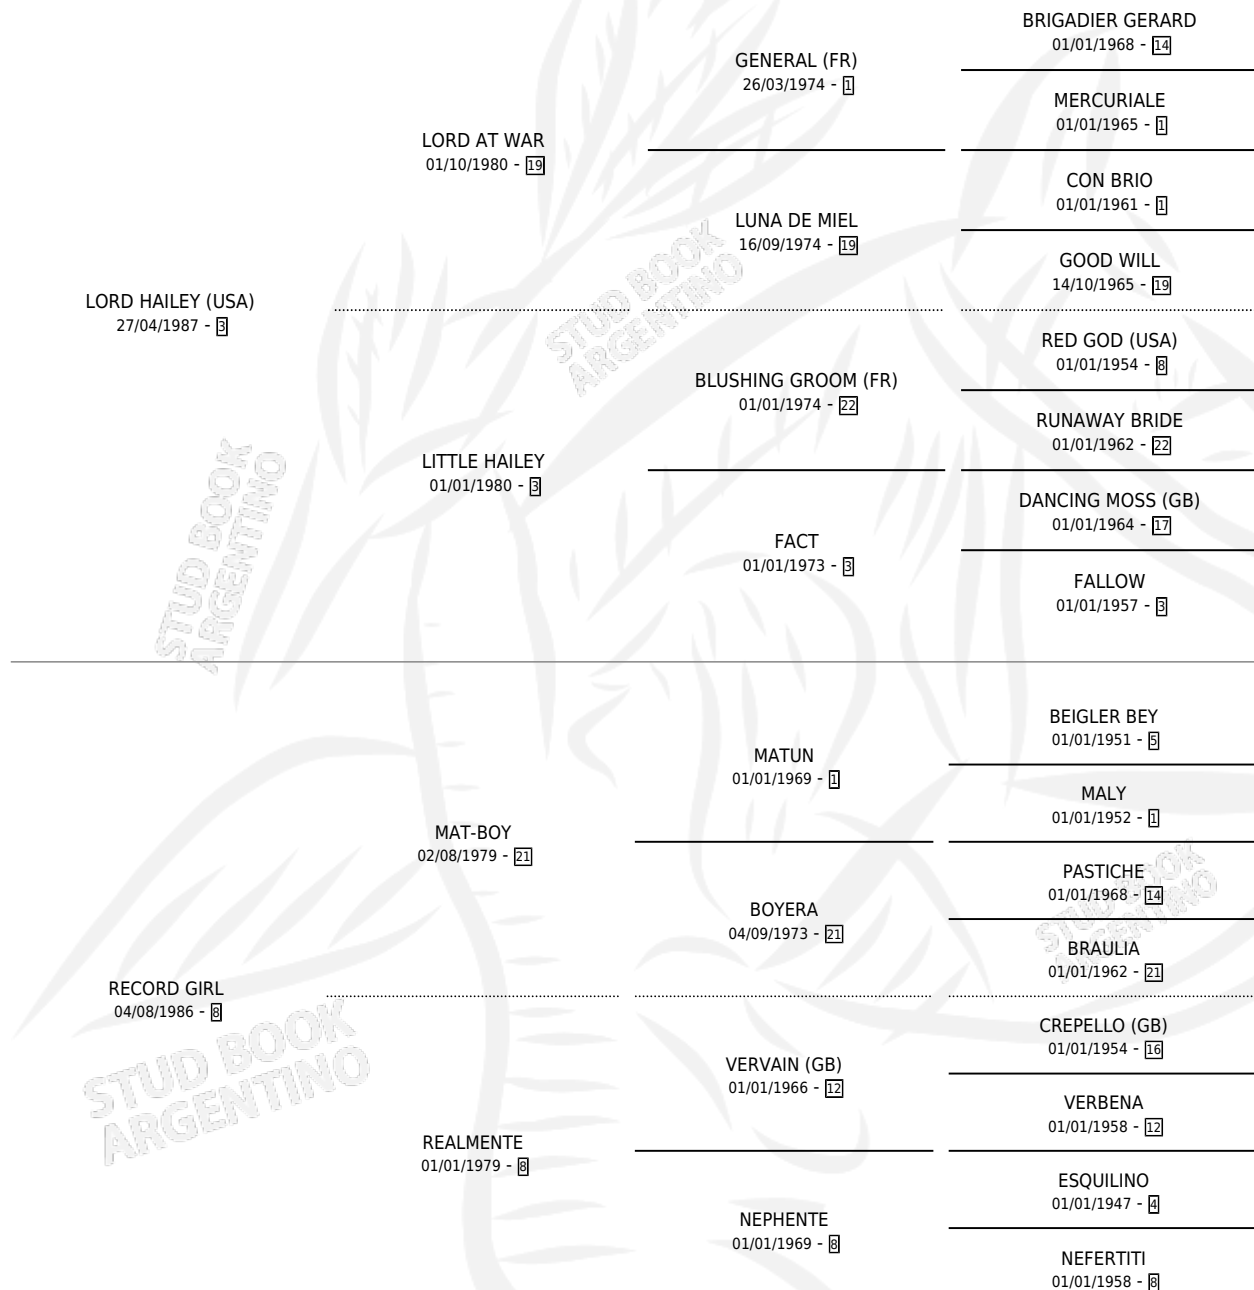 BRIGADIER GERARD
01/01/1968 - 14
GENERAL (FR)
26/03/1974 - 1
MERCURIALE
01/01/1965 - 1
LORD AT WAR
01/10/1980 - 19
CON BRIO
01/01/1961 - 1
LUNA DE MIEL
16/09/1974 - 19
GOOD WILL
14/10/1965 - 19
LORD HAILEY (USA)
27/04/1987 - 3
RED GOD (USA)
01/01/1954 - 8
BLUSHING GROOM (FR)
01/01/1974 - 22
RUNAWAY BRIDE
01/01/1962 - 22
LITTLE HAILEY
01/01/1980 - 3
DANCING MOSS (GB)
01/01/1964 - 17
FACT
01/01/1973 - 3
FALLOW
01/01/1957 - 3
STUD BOOK
ARGENTINO
STUD BOOK
ARGENTINO
BEIGLER BEY
01/01/1951 - 5
MATUN
01/01/1969 - 1
MALY
01/01/1952 - 1
MAT-BOY
02/08/1979 - 21
PASTICHE
01/01/1968 - 14
BOYERA
04/09/1973 - 21
BRAULIA
01/01/1962 - 21
STUD BOOK
ARGENTINO
RECORD GIRL
04/08/1986 - 8
CREPELLO (GB)
01/01/1954 - 16
VERVAIN (GB)
01/01/1966 - 12
VERBENA
01/01/1958 - 12
STUD BOOK
ARGENTINO
REALMENTE
01/01/1979 - 8
ESQUILINO
01/01/1947 - 4
NEPHENTE
01/01/1969 - 8
NEFERTITI
01/01/1958 - 8